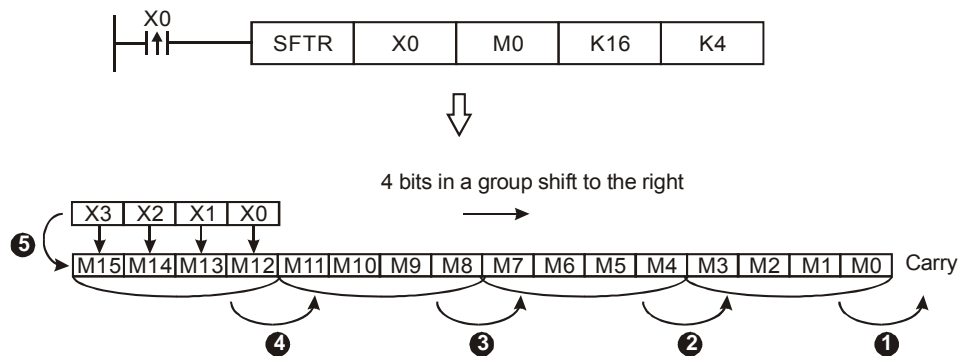 X0
SFTR X0 M0 K16 K4
4 bits in a group shift to the right
X3 X2 X1 X0
5
M15 M14 M13 M12 M11 M10 M9 M8 M7 M6 M5 M4 M3 M2 M1 M0 Carry
4 3 2 1